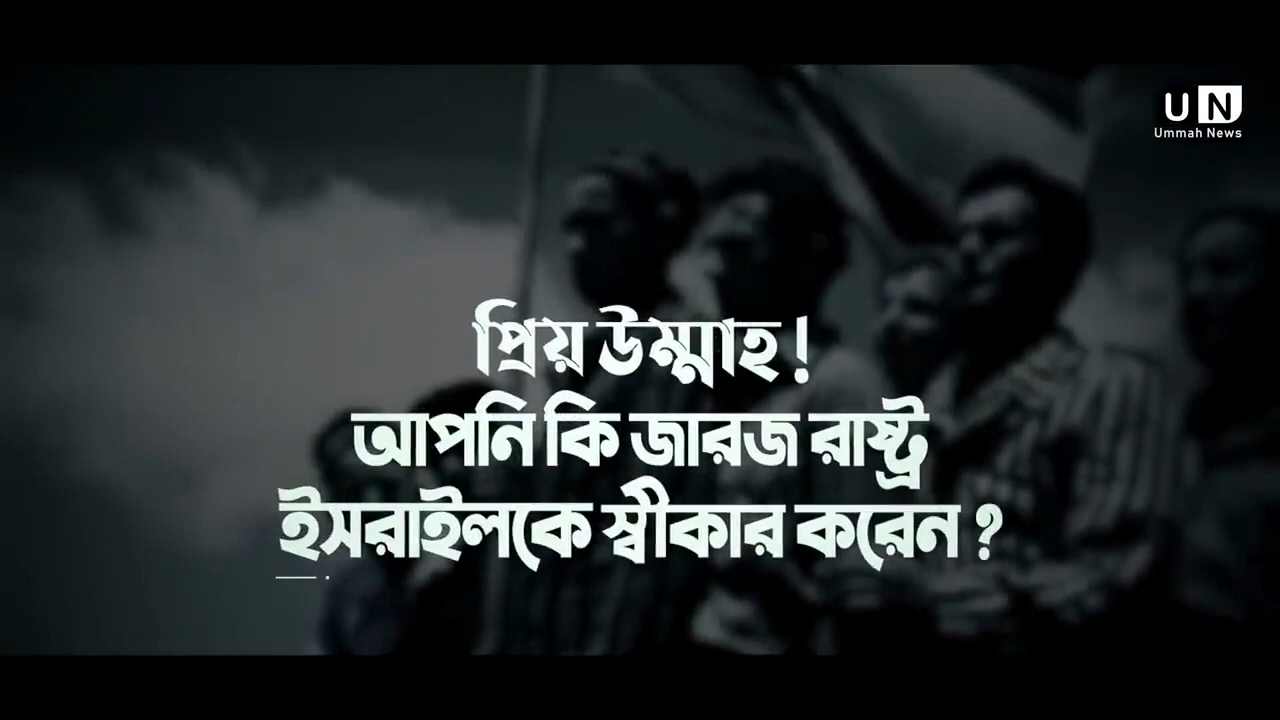 UN
Ummah News
প্রিয় উম্মাহ !
আপনি কি জারজ রাষ্ট্র
ইসরাইলকে স্বীকার করেন ?